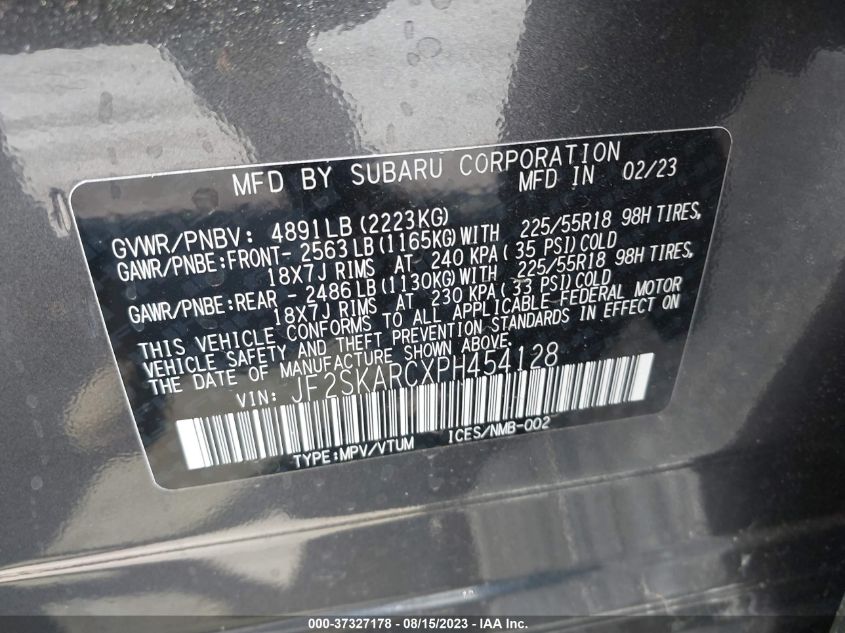 MFD BY SUBARU CORPORATION
MFD IN 02/23
GVWR/PNBV: 4891LB(2223KG)
GAWR/PNBE:FRONT- 2563LB(1165KG)WITH 225/55R18 98H TIRES,
18X7J RIMS AT 240 KPA( 35 PSI)COLD
GAWR/PNBE:REAR - 2486LB(1130KG)WITH 225/55R18 98H TIRES,
18X7J RIMS AT 230 KPA( 33 PSI)COLD
THIS VEHICLE CONFORMS TO ALL APPLICABLE FEDERAL MOTOR
VEHICLE SAFETY AND THEFT PREVENTION STANDARDS IN EFFECT ON
THE DATE OF MANUFACTURE SHOWN ABOVE.
VIN: JF2SKARCXPH454128
TYPE:MPV/VTUM ICES/NMB-002
000-37327178 - 08/15/2023 - IAA Inc.